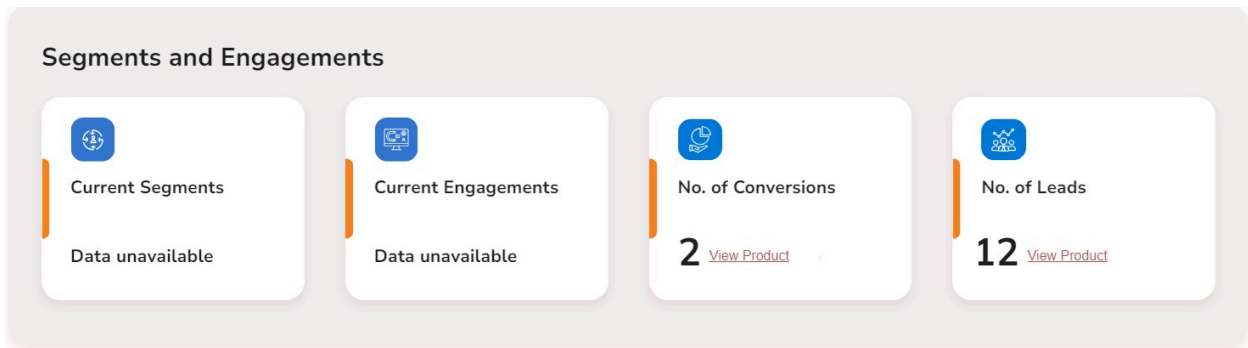 Segments and Engagements
Current Segments
Data unavailable
Current Engagements
Data unavailable
No. of Conversions
2 View Product
No. of Leads
12 View Product